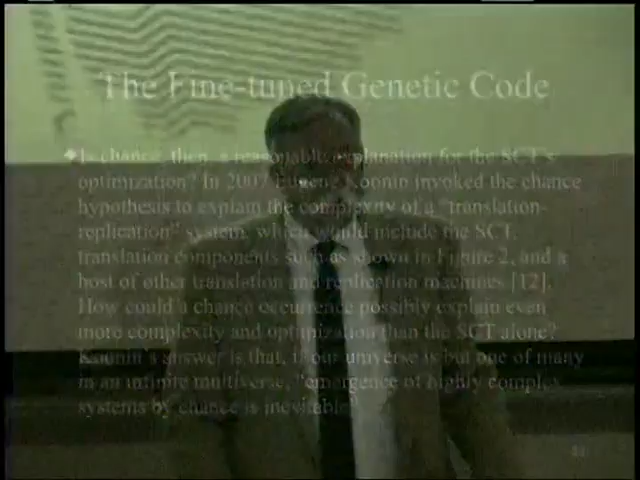 The Fine-tuned Genetic Code
Is chance, then, a reasonable explanation for the SCT's
optimization? In 2007 Eugene Koonin invoked the chance
hypothesis to explain the complexity of a "translation-
replication" system, which would include the SCT,
translation components such as shown in Figure 2, and a
host of other translation and replication machines [12].
How could a chance occurrence possibly explain even
more complexity and optimization than the SCT alone?
Koonin's answer is that, if our universe is but one of many
in an infinite multiverse, "emergence of highly complex
systems by chance is inevitable